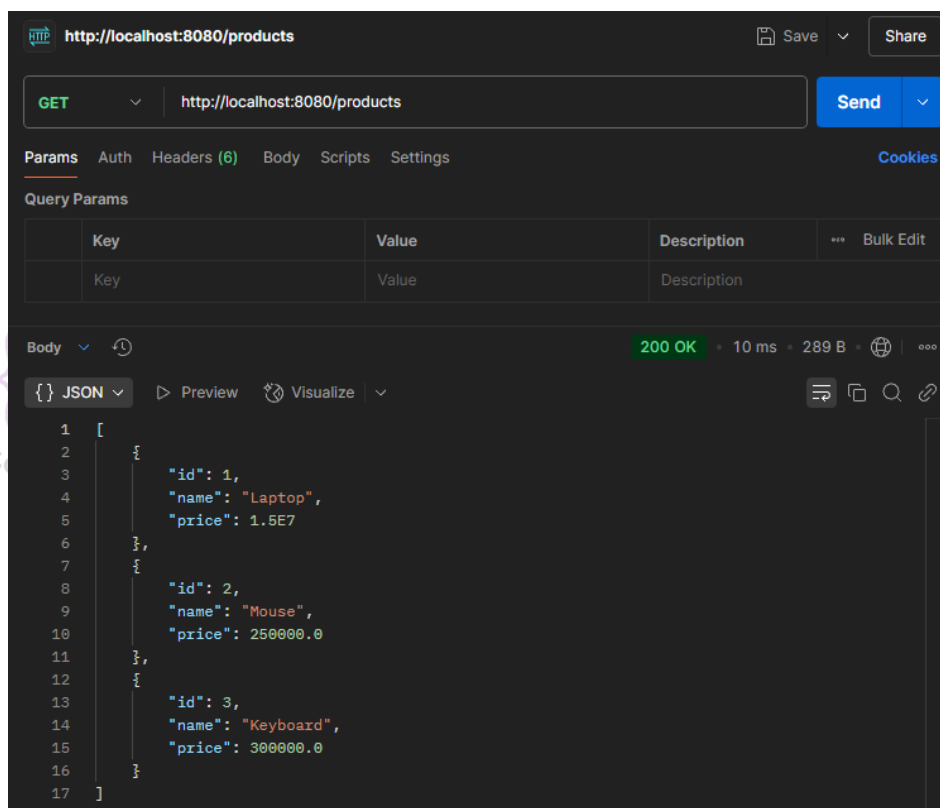 HTTP http://localhost:8080/products Save Share
GET http://localhost:8080/products Send
Params Auth Headers (6) Body Scripts Settings Cookies
Query Params
Key Value Description Bulk Edit
Key Value Description
Body 200 OK 10 ms 289 B
{} JSON Preview Visualize
1 [
2 {
3 "id": 1,
4 "name": "Laptop",
5 "price": 1.5E7
6 },
7 {
8 "id": 2,
9 "name": "Mouse",
10 "price": 250000.0
11 },
12 {
13 "id": 3,
14 "name": "Keyboard",
15 "price": 300000.0
16 }
17 ]